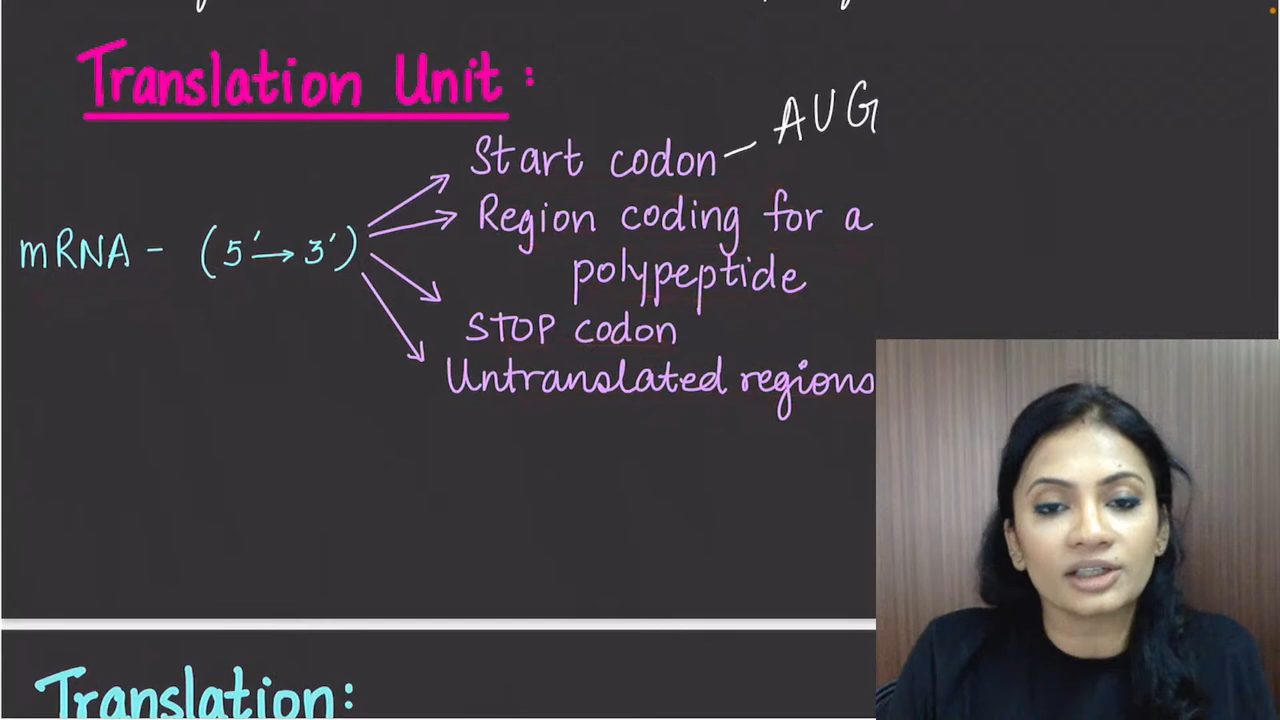 Translation Unit :
Start codon – AUG
Region coding for a
mRNA - (5'→3')
polypeptide
STOP codon
Untranslated regions
Translation: